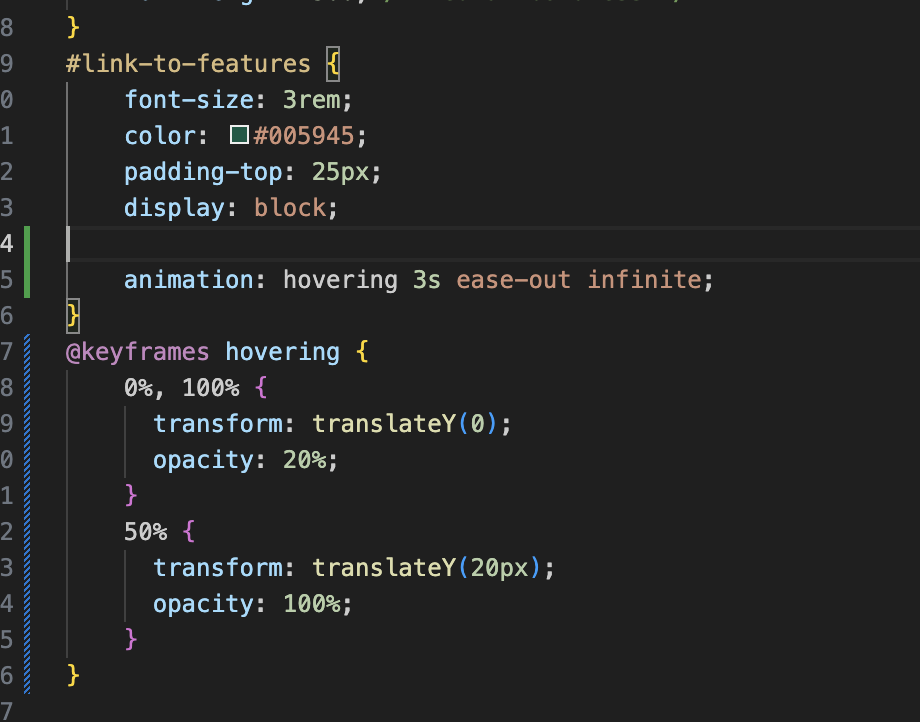 8 }
9 #link-to-features {
0 font-size: 3rem;
1 color: #005945;
2 padding-top: 25px;
3 display: block;
4
5 animation: hovering 3s ease-out infinite;
6 }
7 @keyframes hovering {
8 0%, 100% {
9 transform: translateY(0);
0 opacity: 20%;
1 }
2 50% {
3 transform: translateY(20px);
4 opacity: 100%;
5 }
6 }
7